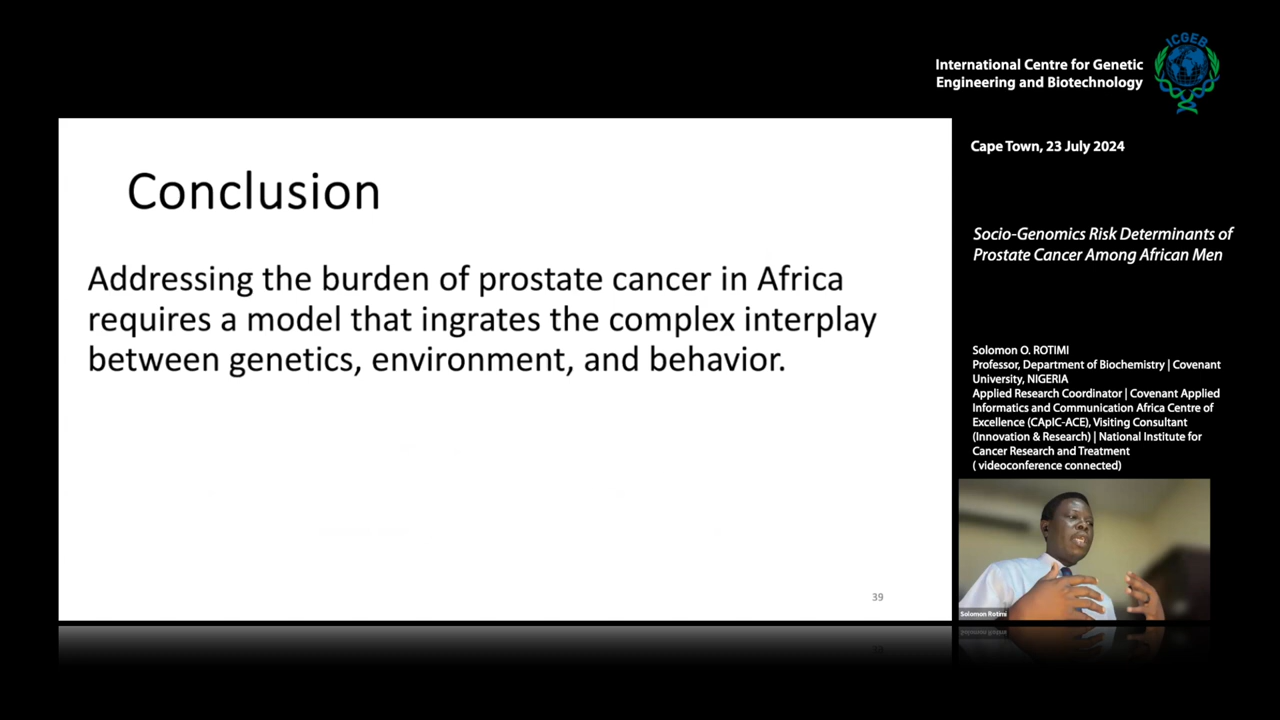 ICGEB
International Centre for Genetic
Engineering and Biotechnology
Cape Town, 23 July 2024
Conclusion
Addressing the burden of prostate cancer in Africa
requires a model that ingrates the complex interplay
between genetics, environment, and behavior.
39
Socio-Genomics Risk Determinants of
Prostate Cancer Among African Men
Solomon O. ROTIMI
Professor, Department of Biochemistry | Covenant
University, NIGERIA
Applied Research Coordinator | Covenant Applied
Informatics and Communication Africa Centre of
Excellence (CApIC-ACE), Visiting Consultant
(Innovation & Research) | National Institute for
Cancer Research and Treatment
( videoconference connected)
Solomon Rotimi